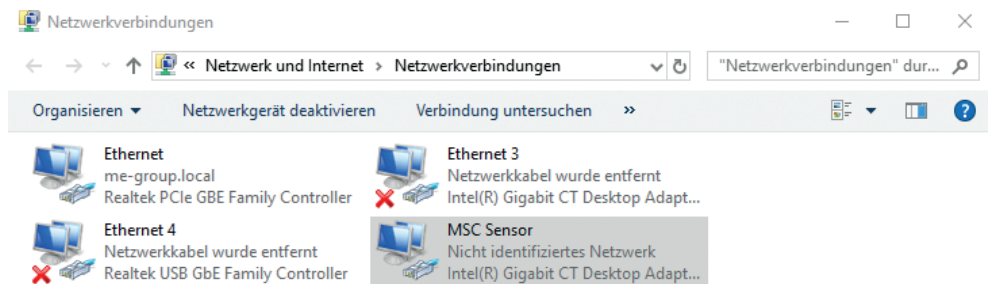 Netzwerkverbindungen
« Netzwerk und Internet > Netzwerkverbindungen
"Netzwerkverbindungen" dur...
Organisieren Netzwerkgerät deaktivieren Verbindung untersuchen »
Ethernet
me-group.local
Realtek PCIe GBE Family Controller
Ethernet 3
Netzwerkkabel wurde entfernt
Intel(R) Gigabit CT Desktop Adapt...
Ethernet 4
Netzwerkkabel wurde entfernt
Realtek USB GbE Family Controller
MSC Sensor
Nicht identifiziertes Netzwerk
Intel(R) Gigabit CT Desktop Adapt...